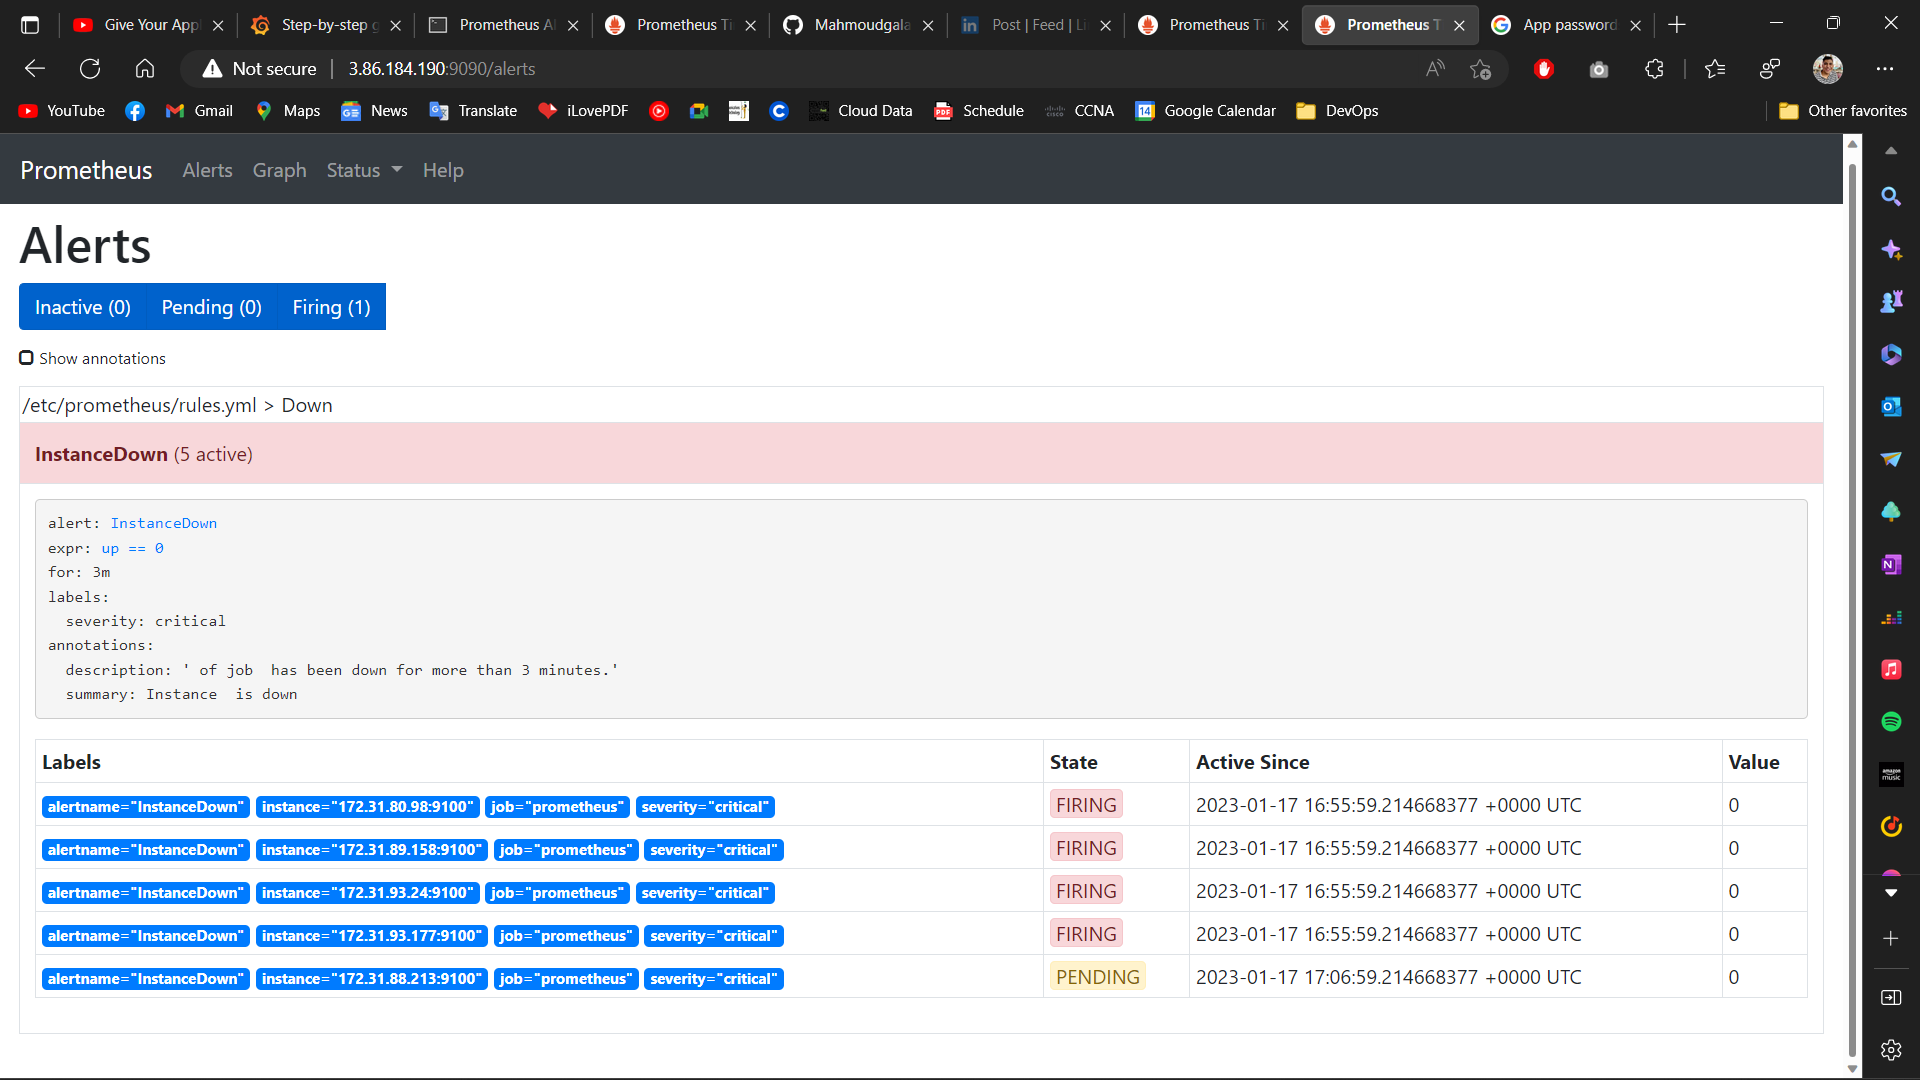 Give Your App
Step-by-step g
Prometheus Al
Prometheus Ti
Mahmoudgala
Post | Feed | Li
Prometheus Ti
Prometheus T
App password
Not secure 3.86.184.190:9090/alerts
YouTube Gmail Maps News Translate iLovePDF Cloud Data Schedule CCNA 14 Google Calendar DevOps Other favorites
Prometheus Alerts Graph Status Help
Alerts
Inactive (0) Pending (0) Firing (1)
Show annotations
/etc/prometheus/rules.yml > Down
InstanceDown (5 active)
alert: InstanceDown
expr: up == 0
for: 3m
labels:
severity: critical
annotations:
description: ' of job  has been down for more than 3 minutes.'
summary: Instance  is down
Labels State Active Since Value
alertname="InstanceDown" instance="172.31.80.98:9100" job="prometheus" severity="critical" FIRING 2023-01-17 16:55:59.214668377 +0000 UTC 0
alertname="InstanceDown" instance="172.31.89.158:9100" job="prometheus" severity="critical" FIRING 2023-01-17 16:55:59.214668377 +0000 UTC 0
alertname="InstanceDown" instance="172.31.93.24:9100" job="prometheus" severity="critical" FIRING 2023-01-17 16:55:59.214668377 +0000 UTC 0
alertname="InstanceDown" instance="172.31.93.177:9100" job="prometheus" severity="critical" FIRING 2023-01-17 16:55:59.214668377 +0000 UTC 0
alertname="InstanceDown" instance="172.31.88.213:9100" job="prometheus" severity="critical" PENDING 2023-01-17 17:06:59.214668377 +0000 UTC 0